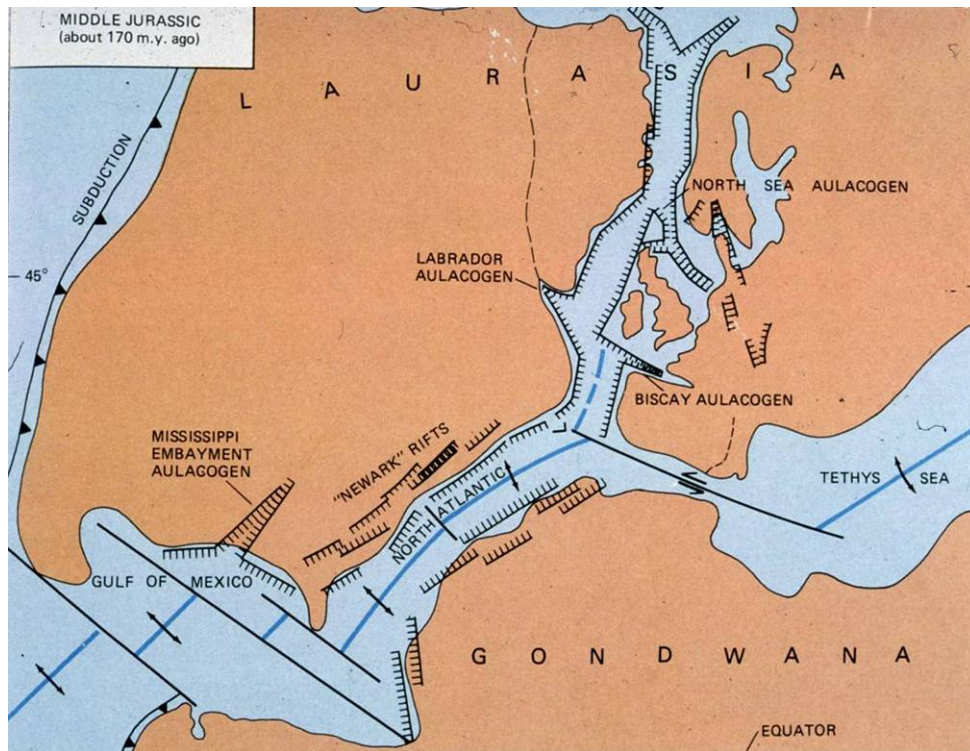 MIDDLE JURASSIC
(about 170 m.y. ago)
L A U R A S I A
SUBDUCTION
NORTH SEA AULACOGEN
45°
LABRADOR
AULACOGEN
BISCAY AULACOGEN
MISSISSIPPI
EMBAYMENT
AULACOGEN
"NEWARK" RIFTS
NORTH ATLANTIC
TETHYS SEA
GULF OF MEXICO
G O N D W A N A
EQUATOR